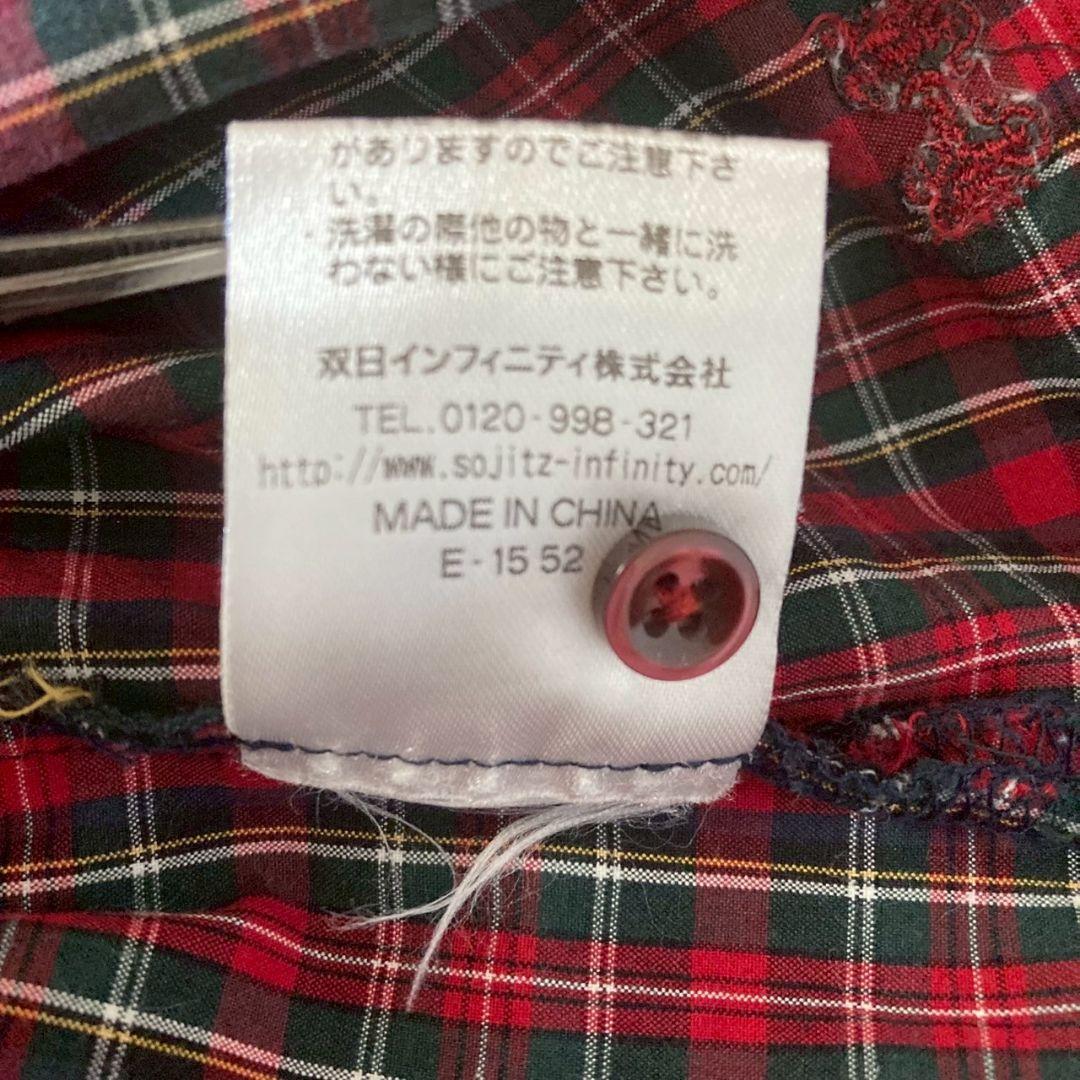 がありますのでご注意下さ
い。
洗濯の際他の物と一緒に洗
わない様にご注意下さい。
双日インフィニティ株式会社
TEL.0120-998-321
http://www.sojitz-infinity.com/
MADE IN CHINA
E-15 52